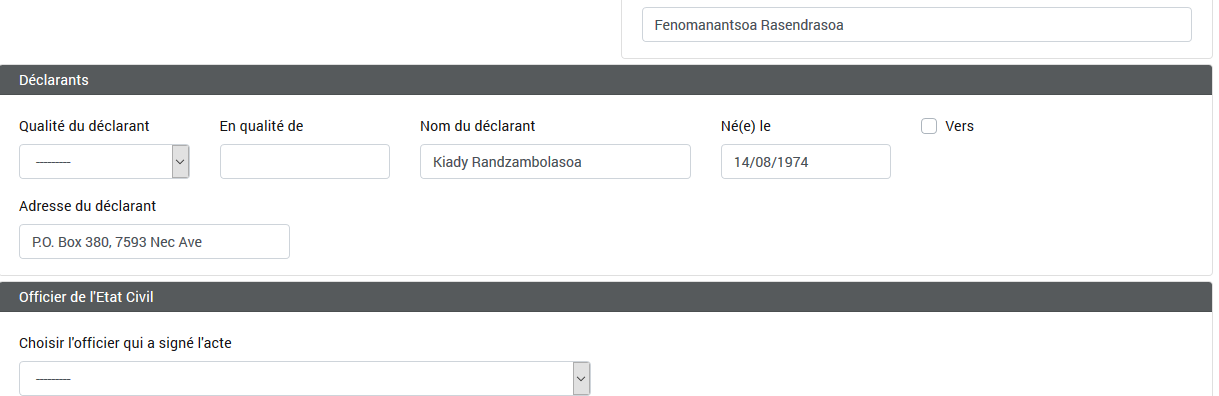 Fenomanantsoa Rasendrasoa
Déclarants
Qualité du déclarant En qualité de Nom du déclarant Né(e) le Vers
--------- Kiady Randzambolasoa 14/08/1974
Adresse du déclarant
P.O. Box 380, 7593 Nec Ave
Officier de l'Etat Civil
Choisir l'officier qui a signé l'acte
---------